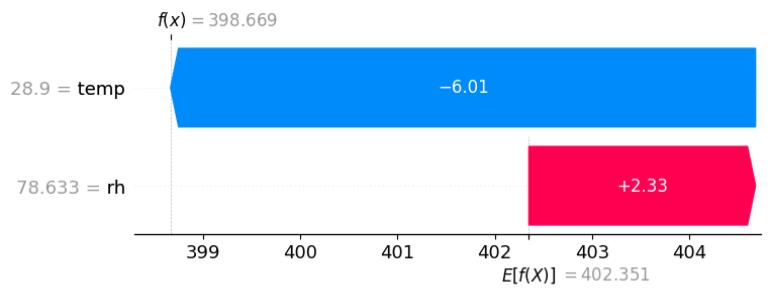 f(x) = 398.669
28.9 = temp
−6.01
78.633 = rh
+2.33
399 400 401 402 403 404
E[f(X)] = 402.351